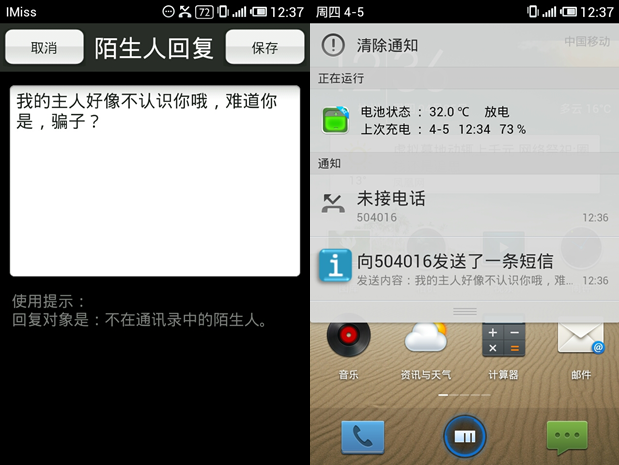 IMiss 72 12:37
取消 陌生人回复 保存
我的主人好像不认识你哦，难道你
是，骗子？
使用提示：
回复对象是：不在通讯录中的陌生人。
周四 4-5 12:37
清除通知
中国移动
正在运行
电池状态 ： 32.0 ℃ 放电
上次充电 ： 4-5 12:34 73 %
通知
未接电话
504016 12:36
向504016发送了一条短信
发送内容：我的主人好像不认识你哦，难... 12:36
音乐 资讯与天气 计算器 邮件